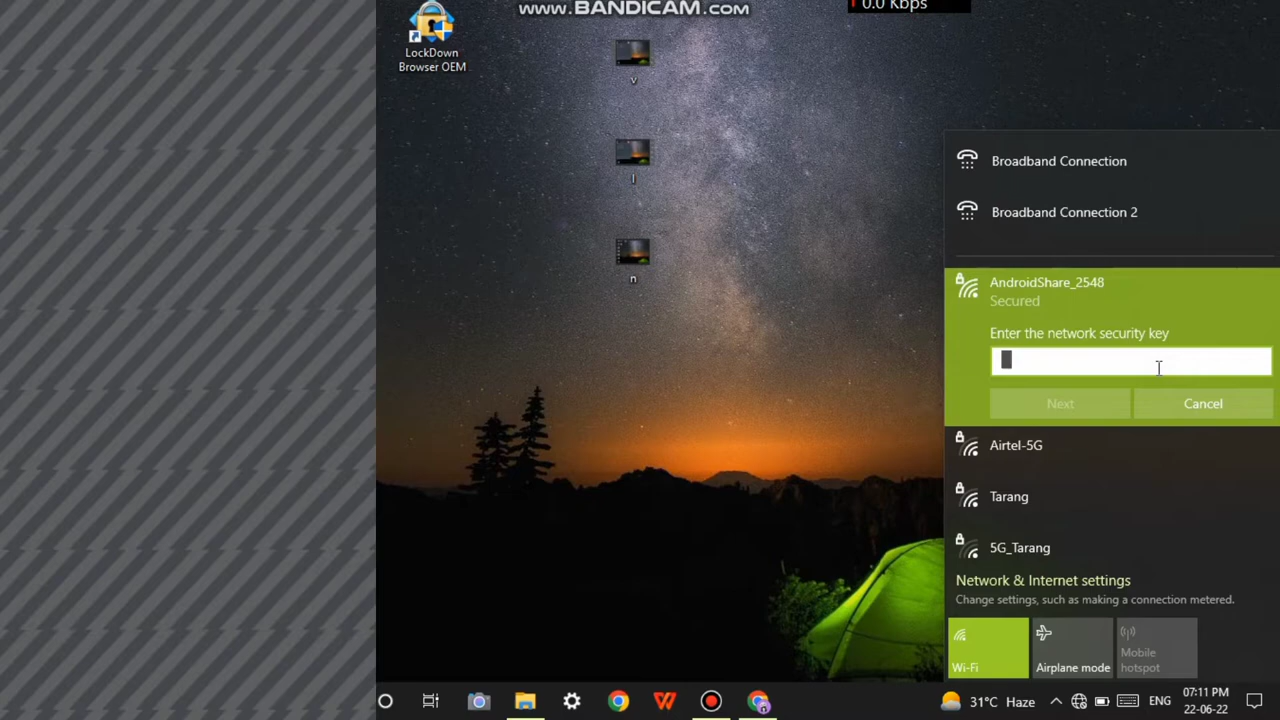 www.BANDICAM.com
0.0 Kbps
LockDown
Browser OEM
v
l
n
Broadband Connection
Broadband Connection 2
AndroidShare_2548
Secured
Enter the network security key
Next
Cancel
Airtel-5G
Tarang
5G_Tarang
Network & Internet settings
Change settings, such as making a connection metered.
Wi-Fi
Airplane mode
Mobile
hotspot
31°C Haze
ENG
07:11 PM
22-06-22